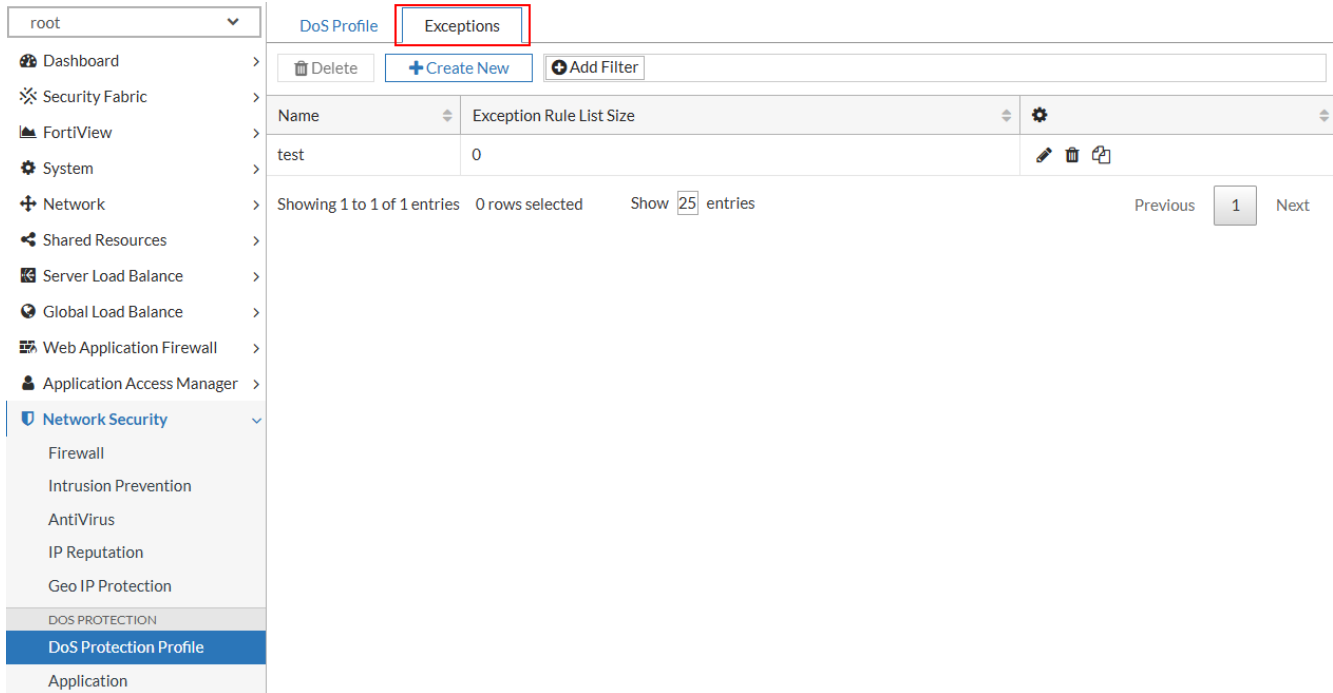 root
Dashboard
Security Fabric
FortiView
System
Network
Shared Resources
Server Load Balance
Global Load Balance
Web Application Firewall
Application Access Manager
Network Security
Firewall
Intrusion Prevention
AntiVirus
IP Reputation
Geo IP Protection
DOS PROTECTION
DoS Protection Profile
Application
DoS Profile Exceptions
Delete Create New Add Filter
Name Exception Rule List Size
test 0
Showing 1 to 1 of 1 entries 0 rows selected Show 25 entries Previous 1 Next